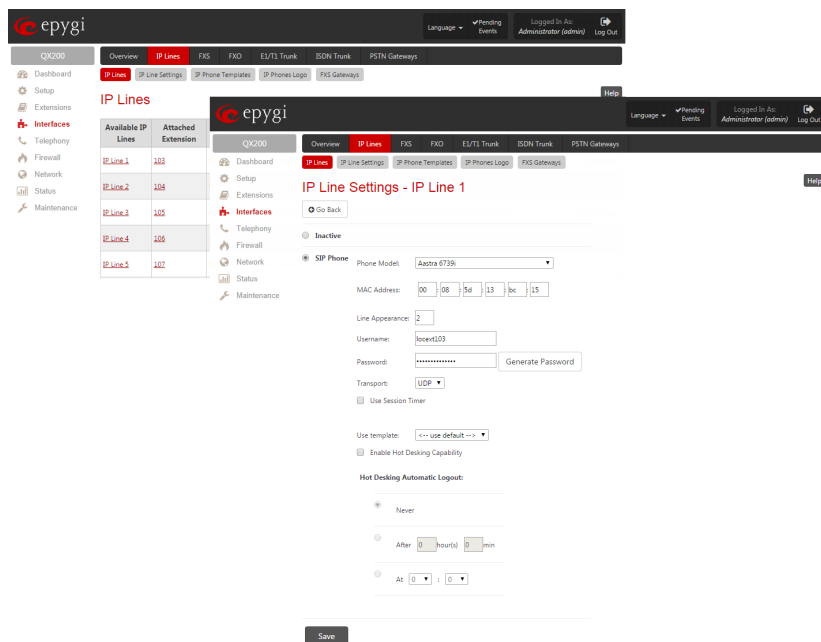 epygi
Language
Pending Events
Logged In As:
Administrator (admin)
Log Out
QX200
Overview
IP Lines
FXS
FXO
E1/T1 Trunk
ISDN Trunk
PSTN Gateways
Dashboard
Setup
Extensions
Interfaces
Telephony
Firewall
Network
Status
Maintenance
IP Lines
IP Line Settings
IP Phone Templates
IP Phones Logo
FXS Gateways
Help
IP Lines
Available IP Lines
Attached Extension
IP Line 1 103
IP Line 2 104
IP Line 3 105
IP Line 4 106
IP Line 5 107
epygi
Language
Pending Events
Logged In As:
Administrator (admin)
Log Out
QX200
Overview
IP Lines
FXS
FXO
E1/T1 Trunk
ISDN Trunk
PSTN Gateways
Dashboard
Setup
Extensions
Interfaces
Telephony
Firewall
Network
Status
Maintenance
IP Lines
IP Line Settings
IP Phone Templates
IP Phones Logo
FXS Gateways
Help
IP Line Settings - IP Line 1
Go Back
Inactive
SIP Phone
Phone Model: Aastra 6739i
MAC Address: 00 : 08 : 5d : 13 : bc : 15
Line Appearance: 2
Username: locext103
Password: •••••••••••••• Generate Password
Transport: UDP
Use Session Timer
Use template: <-- use default -->
Enable Hot Desking Capability
Hot Desking Automatic Logout:
Never
After 0 hour(s) 0 min
At 0 : 0
Save